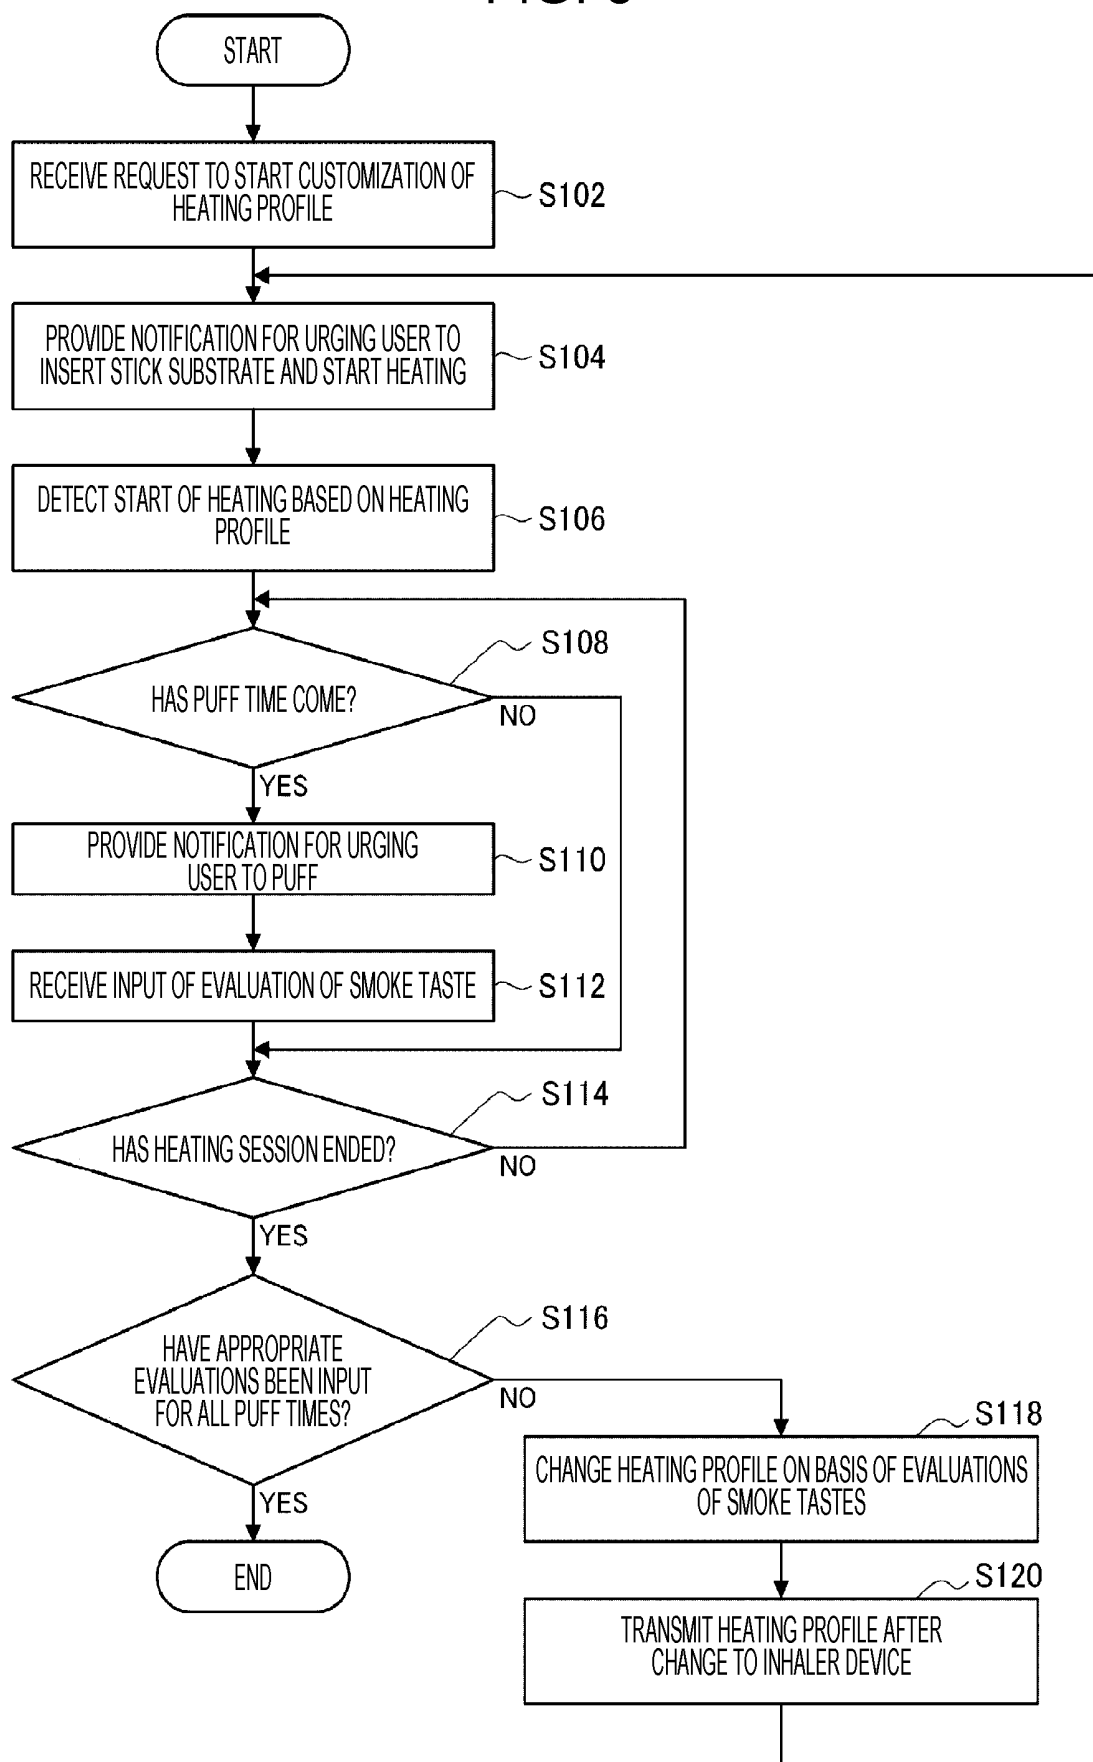 START
RECEIVE REQUEST TO START CUSTOMIZATION OF
HEATING PROFILE
S102
PROVIDE NOTIFICATION FOR URGING USER TO
INSERT STICK SUBSTRATE AND START HEATING
S104
DETECT START OF HEATING BASED ON HEATING
PROFILE
S106
HAS PUFF TIME COME?
S108
NO
YES
PROVIDE NOTIFICATION FOR URGING
USER TO PUFF
S110
RECEIVE INPUT OF EVALUATION OF SMOKE TASTE
S112
HAS HEATING SESSION ENDED?
S114
NO
YES
HAVE APPROPRIATE
EVALUATIONS BEEN INPUT
FOR ALL PUFF TIMES?
S116
NO
YES
END
S118
CHANGE HEATING PROFILE ON BASIS OF EVALUATIONS
OF SMOKE TASTES
S120
TRANSMIT HEATING PROFILE AFTER
CHANGE TO INHALER DEVICE